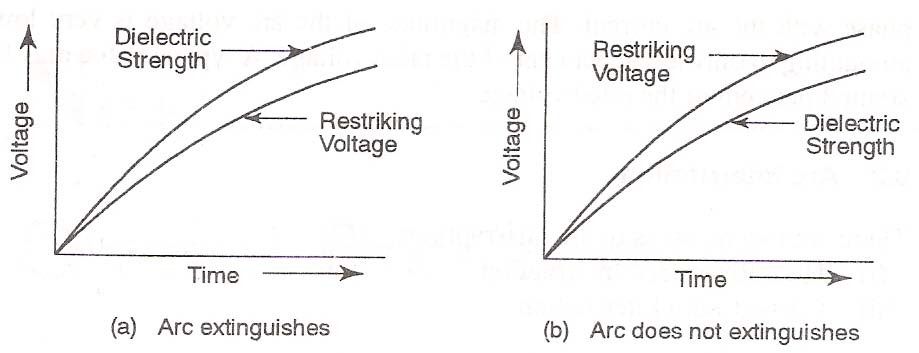 Dielectric
Strength
Restriking
Voltage
Voltage
Time
(a) Arc extinguishes
Restriking
Voltage
Dielectric
Strength
Voltage
Time
(b) Arc does not extinguishes